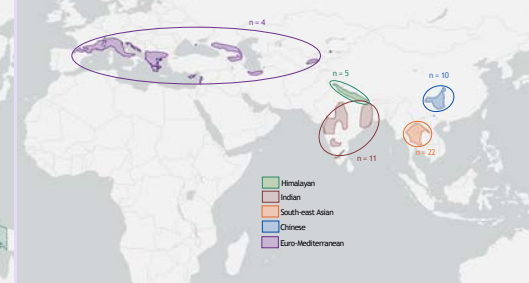 n = 4
n = 5
n = 10
n = 22
n = 11
Himalayan
Indian
South-east Asian
Chinese
Euro-Mediterranean